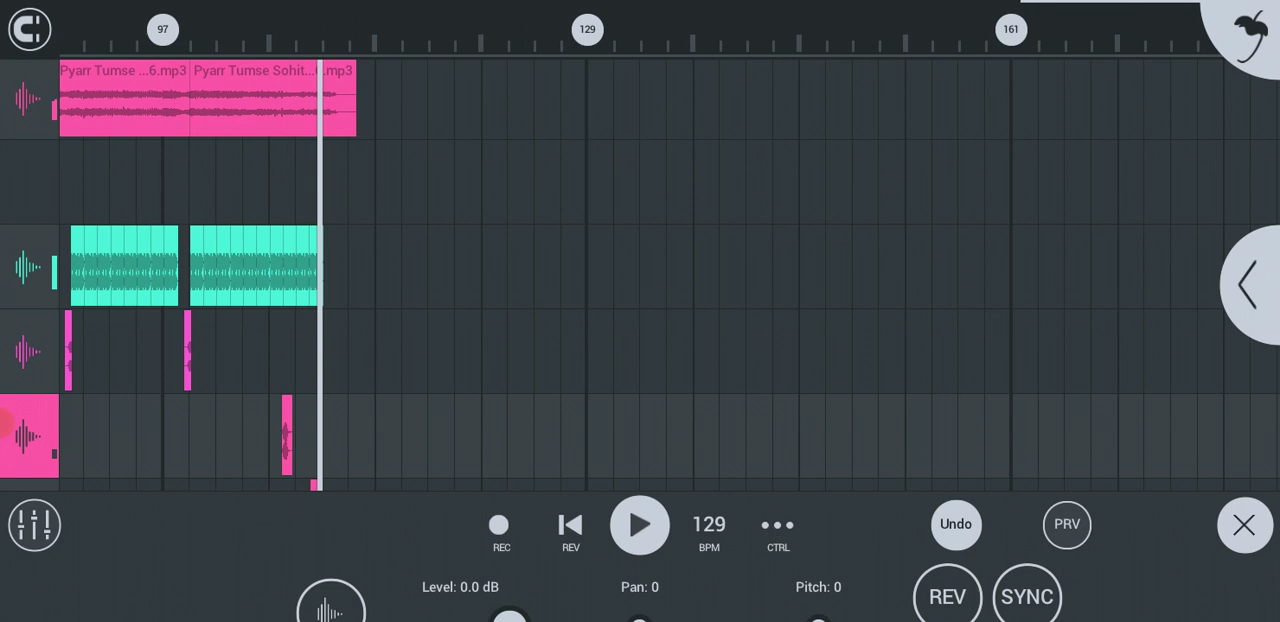 97
129
161
Pyarr Tumse ...6.mp3
Pyarr Tumse Sohit...
.mp3
REC
REV
129
BPM
CTRL
Undo
PRV
Level: 0.0 dB
Pan: 0
Pitch: 0
REV
SYNC